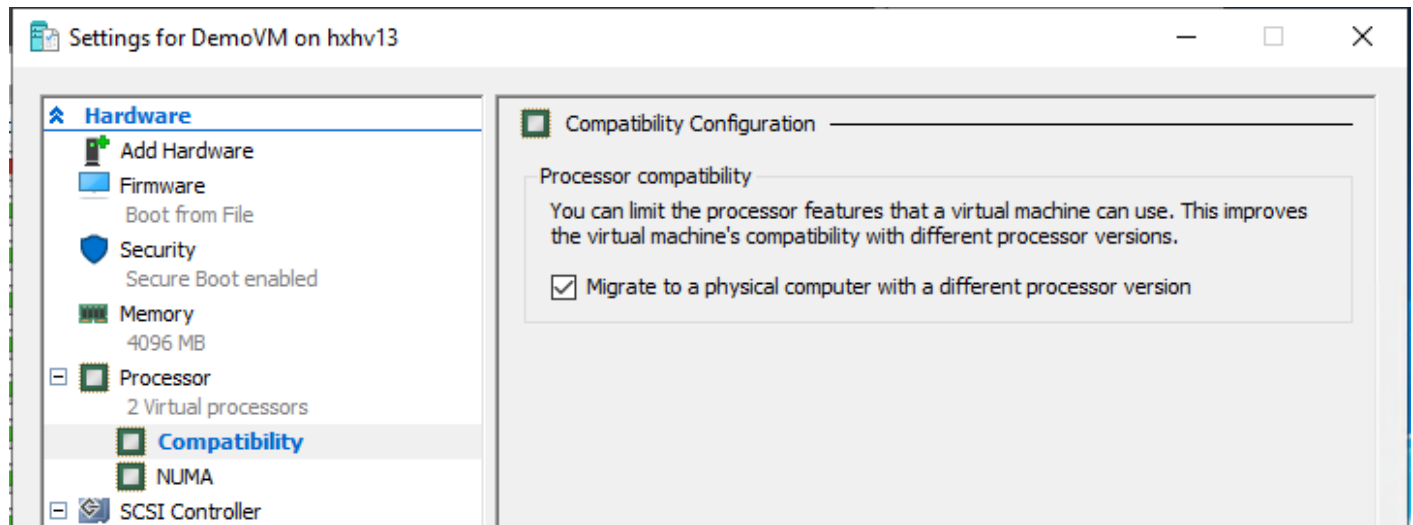 Settings for DemoVM on hxhv13
Hardware
Add Hardware
Firmware
Boot from File
Security
Secure Boot enabled
Memory
4096 MB
Processor
2 Virtual processors
Compatibility
NUMA
SCSI Controller
Compatibility Configuration
Processor compatibility
You can limit the processor features that a virtual machine can use. This improves
the virtual machine's compatibility with different processor versions.
Migrate to a physical computer with a different processor version